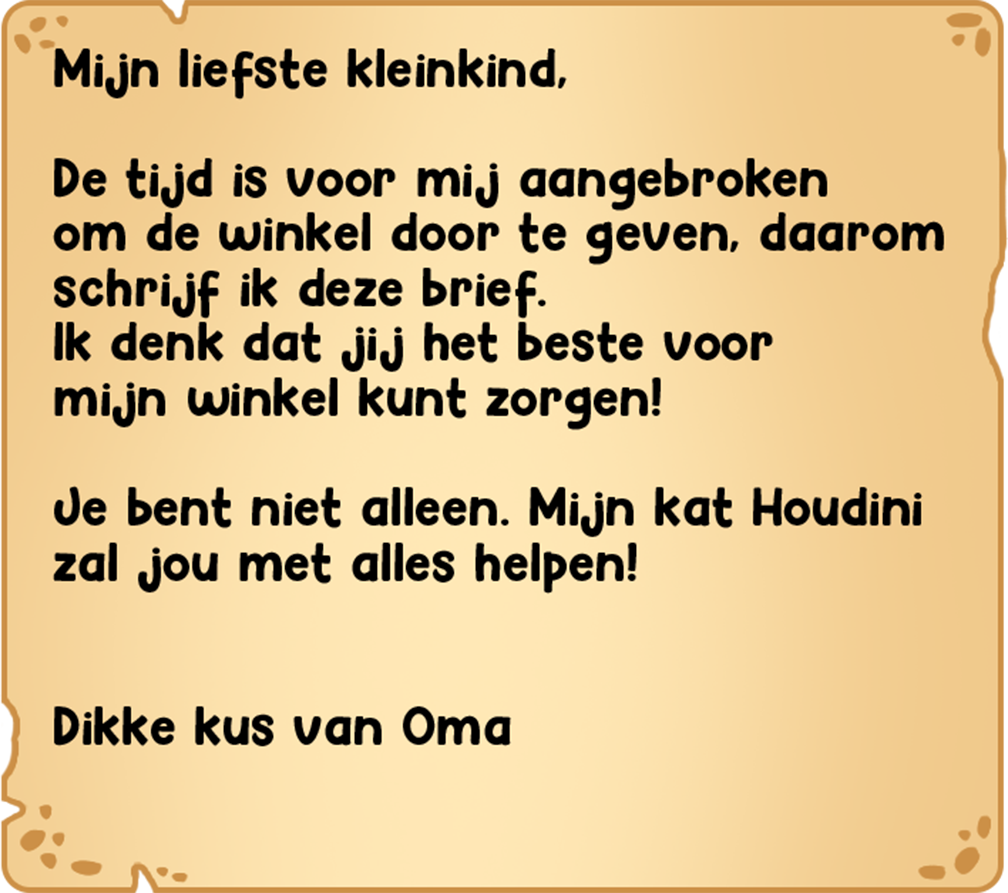 Mijn liefste kleinkind,
De tijd is voor mij aangebroken
om de winkel door te geven, daarom
schrijf ik deze brief.
Ik denk dat jij het beste voor
mijn winkel kunt zorgen!
Je bent niet alleen. Mijn kat Houdini
zal jou met alles helpen!
Dikke kus van Oma